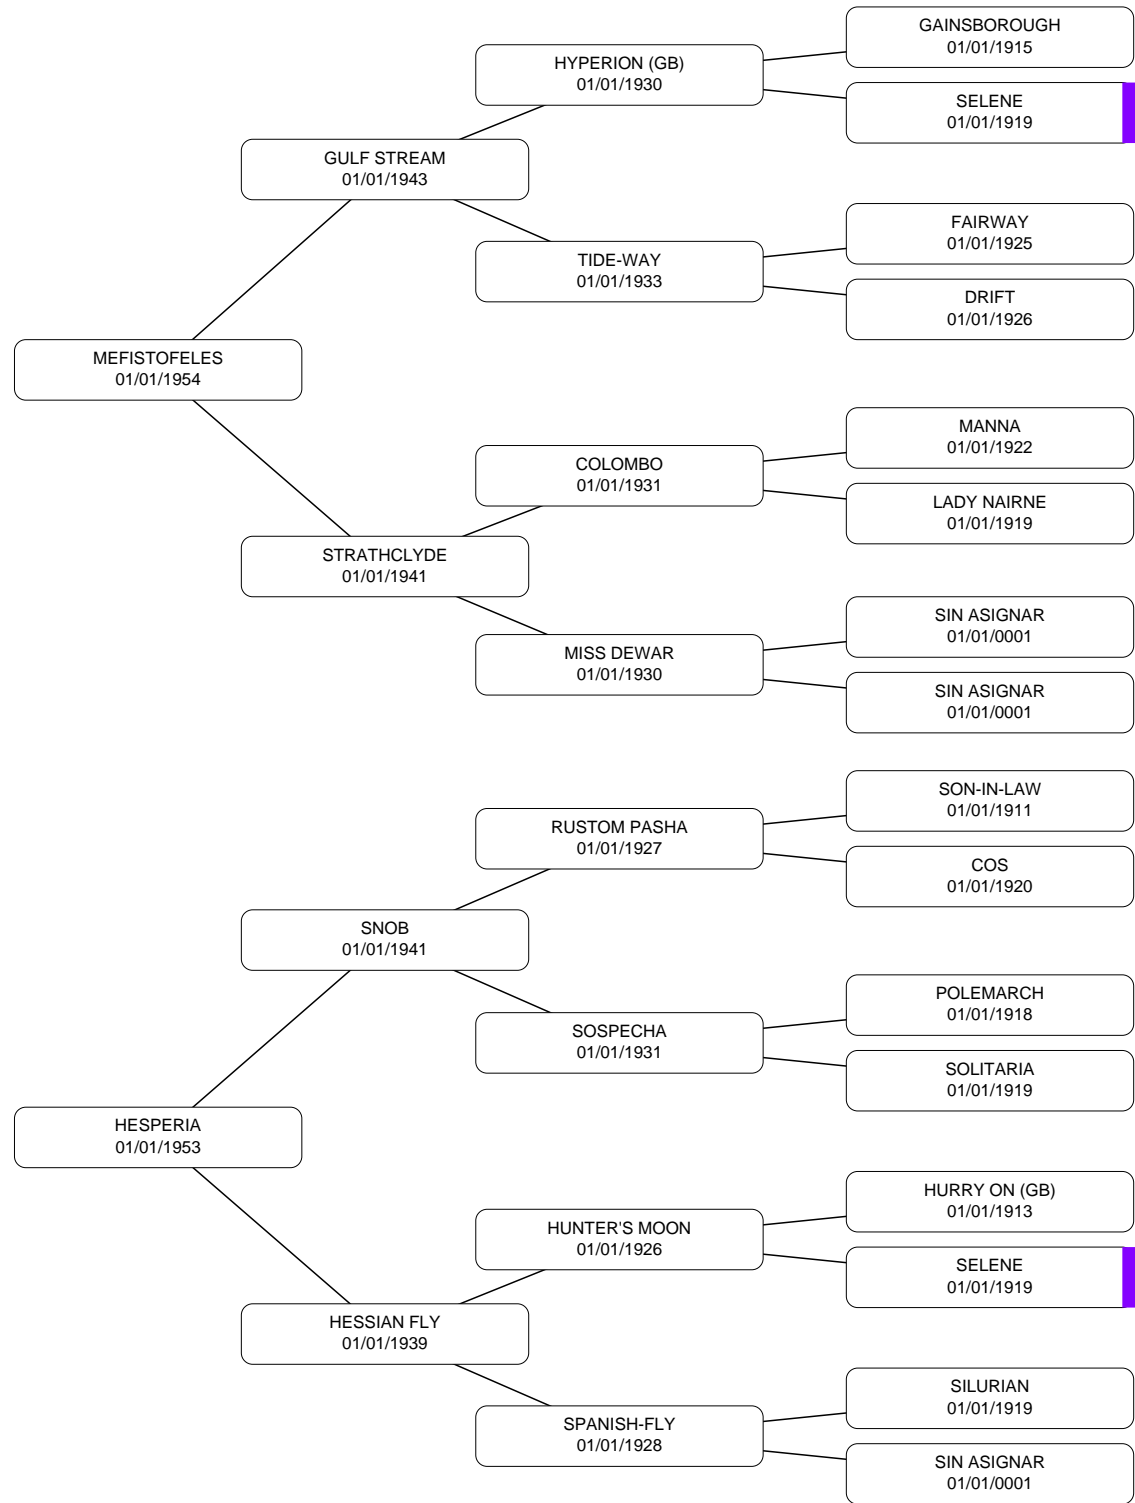 GAINSBOROUGH
01/01/1915
HYPERION (GB)
01/01/1930
SELENE
01/01/1919
GULF STREAM
01/01/1943
FAIRWAY
01/01/1925
TIDE-WAY
01/01/1933
DRIFT
01/01/1926
MEFISTOFELES
01/01/1954
MANNA
01/01/1922
COLOMBO
01/01/1931
LADY NAIRNE
01/01/1919
STRATHCLYDE
01/01/1941
SIN ASIGNAR
01/01/0001
MISS DEWAR
01/01/1930
SIN ASIGNAR
01/01/0001
SON-IN-LAW
01/01/1911
RUSTOM PASHA
01/01/1927
COS
01/01/1920
SNOB
01/01/1941
POLEMARCH
01/01/1918
SOSPECHA
01/01/1931
SOLITARIA
01/01/1919
HESPERIA
01/01/1953
HURRY ON (GB)
01/01/1913
HUNTER'S MOON
01/01/1926
SELENE
01/01/1919
HESSIAN FLY
01/01/1939
SILURIAN
01/01/1919
SPANISH-FLY
01/01/1928
SIN ASIGNAR
01/01/0001